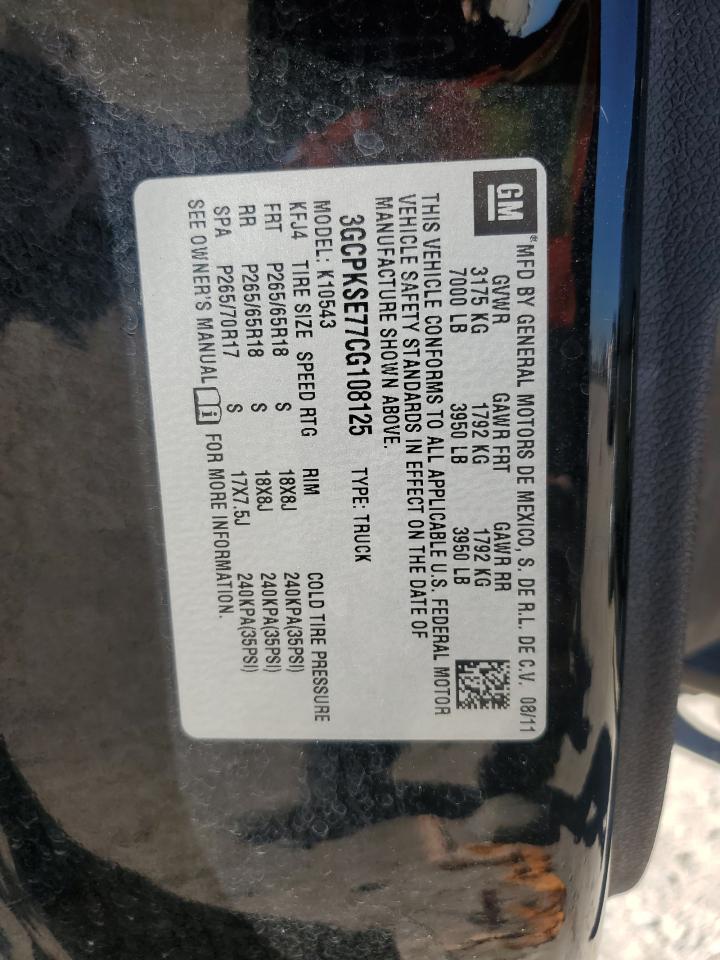 GM
® MFD BY GENERAL MOTORS DE MEXICO, S. DE R.L. DE C.V. 08/11
GVWR GAWR FRT GAWR RR
3175 KG 1792 KG 1792 KG
7000 LB 3950 LB 3950 LB
THIS VEHICLE CONFORMS TO ALL APPLICABLE U.S. FEDERAL MOTOR
VEHICLE SAFETY STANDARDS IN EFFECT ON THE DATE OF
MANUFACTURE SHOWN ABOVE.
3GCPKSE77CG108125 TYPE: TRUCK
MODEL: K10543
KFJ4 TIRE SIZE SPEED RTG RIM COLD TIRE PRESSURE
FRT P265/65R18 S 18X8J 240KPA(35PSI)
RR P265/65R18 S 18X8J 240KPA(35PSI)
SPA P265/70R17 S 17X7.5J 240KPA(35PSI)
SEE OWNER'S MANUAL i FOR MORE INFORMATION.